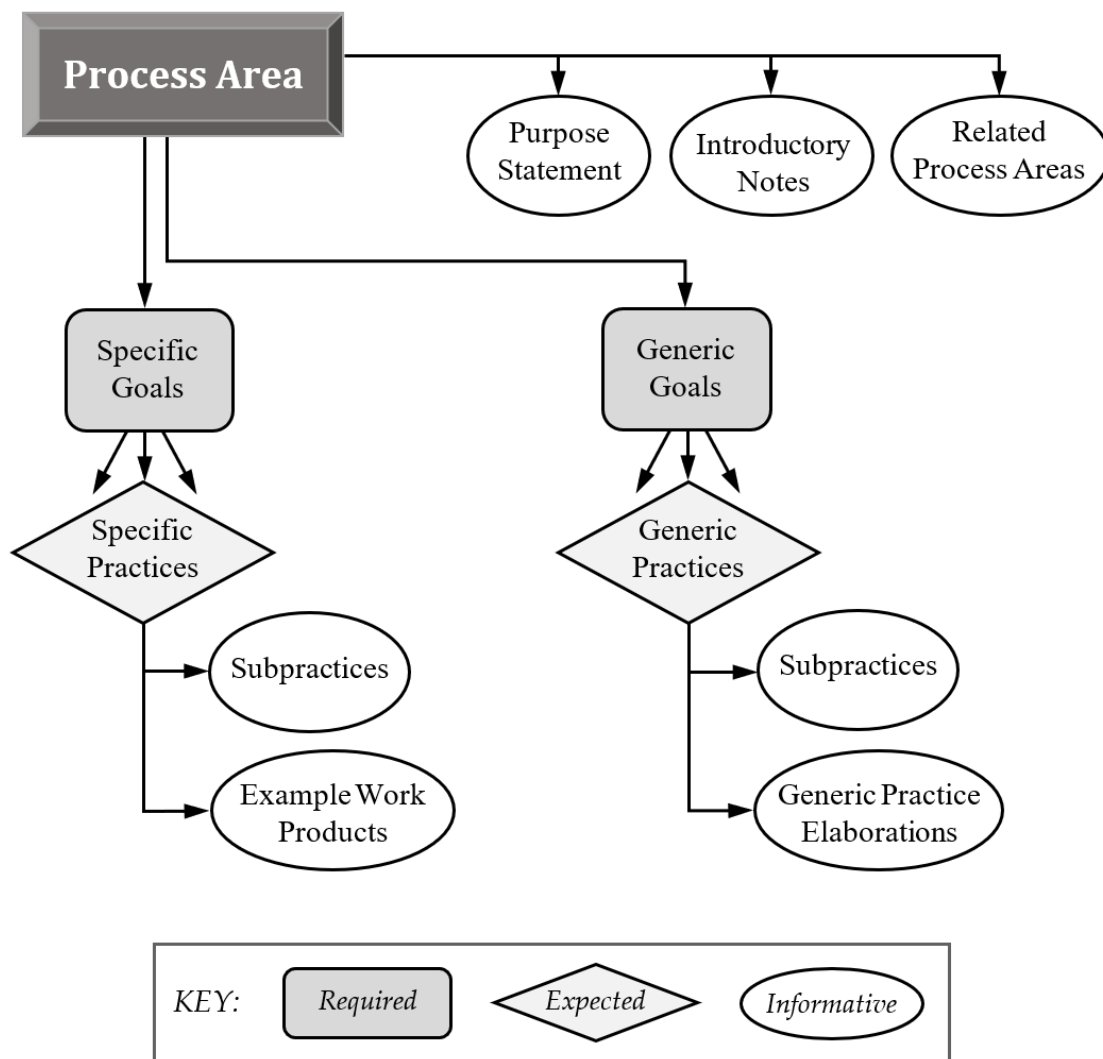 Process Area
Purpose
Statement
Introductory
Notes
Related
Process Areas
Specific
Goals
Generic
Goals
Specific
Practices
Generic
Practices
Subpractices
Subpractices
Example Work
Products
Generic Practice
Elaborations
KEY:
Required
Expected
Informative